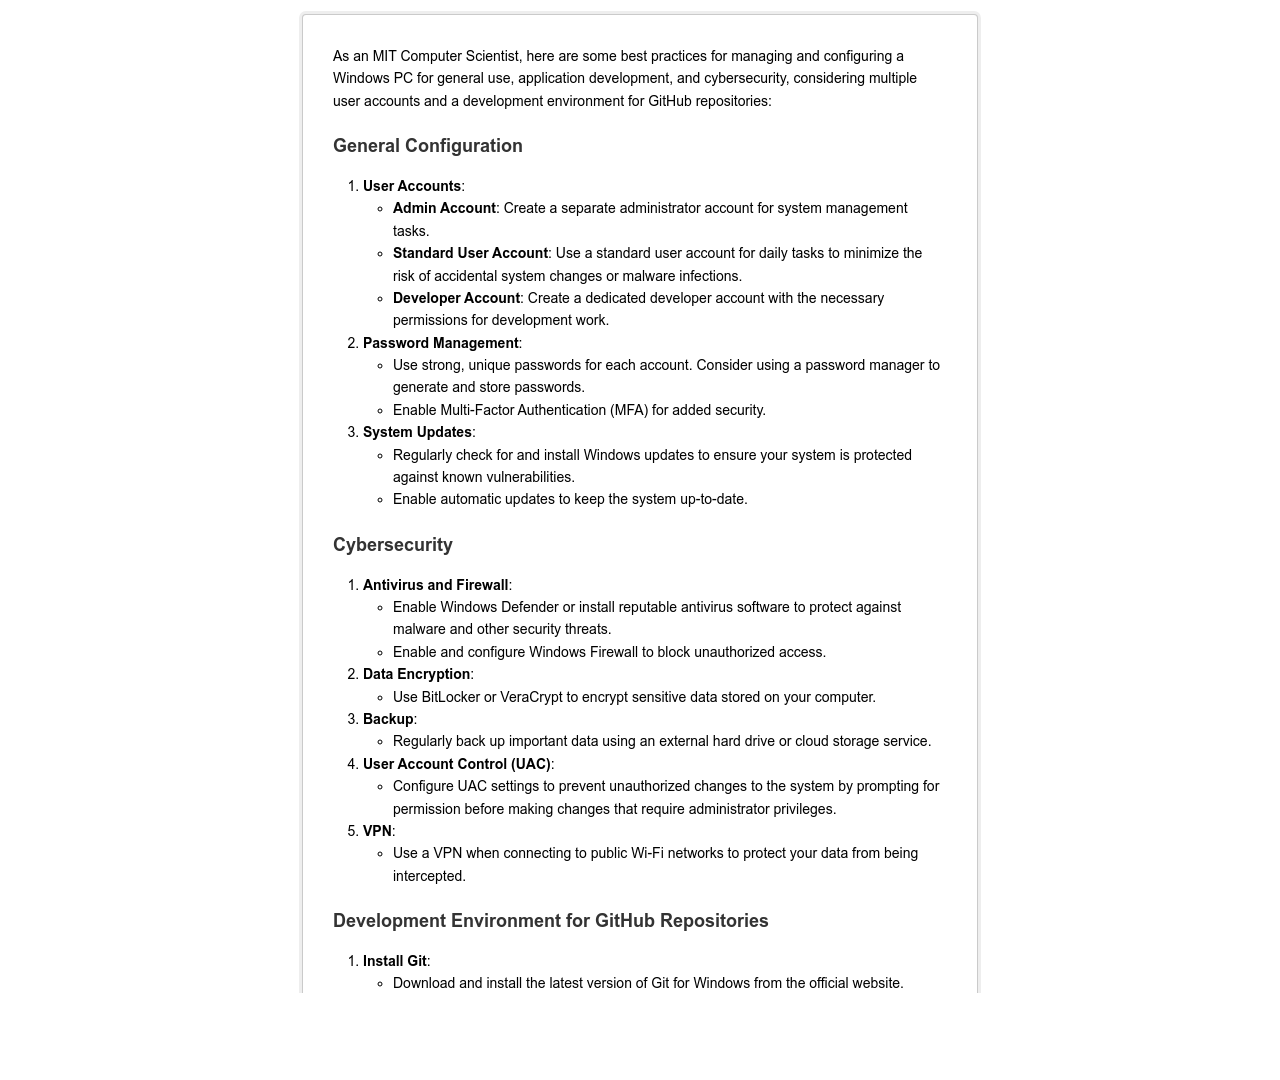 As an MIT Computer Scientist, here are some best practices for managing and configuring a
Windows PC for general use, application development, and cybersecurity, considering multiple
user accounts and a development environment for GitHub repositories:
General Configuration
1. User Accounts:
◦ Admin Account: Create a separate administrator account for system management
tasks.
◦ Standard User Account: Use a standard user account for daily tasks to minimize the
risk of accidental system changes or malware infections.
◦ Developer Account: Create a dedicated developer account with the necessary
permissions for development work.
2. Password Management:
◦ Use strong, unique passwords for each account. Consider using a password manager to
generate and store passwords.
◦ Enable Multi-Factor Authentication (MFA) for added security.
3. System Updates:
◦ Regularly check for and install Windows updates to ensure your system is protected
against known vulnerabilities.
◦ Enable automatic updates to keep the system up-to-date.
Cybersecurity
1. Antivirus and Firewall:
◦ Enable Windows Defender or install reputable antivirus software to protect against
malware and other security threats.
◦ Enable and configure Windows Firewall to block unauthorized access.
2. Data Encryption:
◦ Use BitLocker or VeraCrypt to encrypt sensitive data stored on your computer.
3. Backup:
◦ Regularly back up important data using an external hard drive or cloud storage service.
4. User Account Control (UAC):
◦ Configure UAC settings to prevent unauthorized changes to the system by prompting for
permission before making changes that require administrator privileges.
5. VPN:
◦ Use a VPN when connecting to public Wi-Fi networks to protect your data from being
intercepted.
Development Environment for GitHub Repositories
1. Install Git:
◦ Download and install the latest version of Git for Windows from the official website.